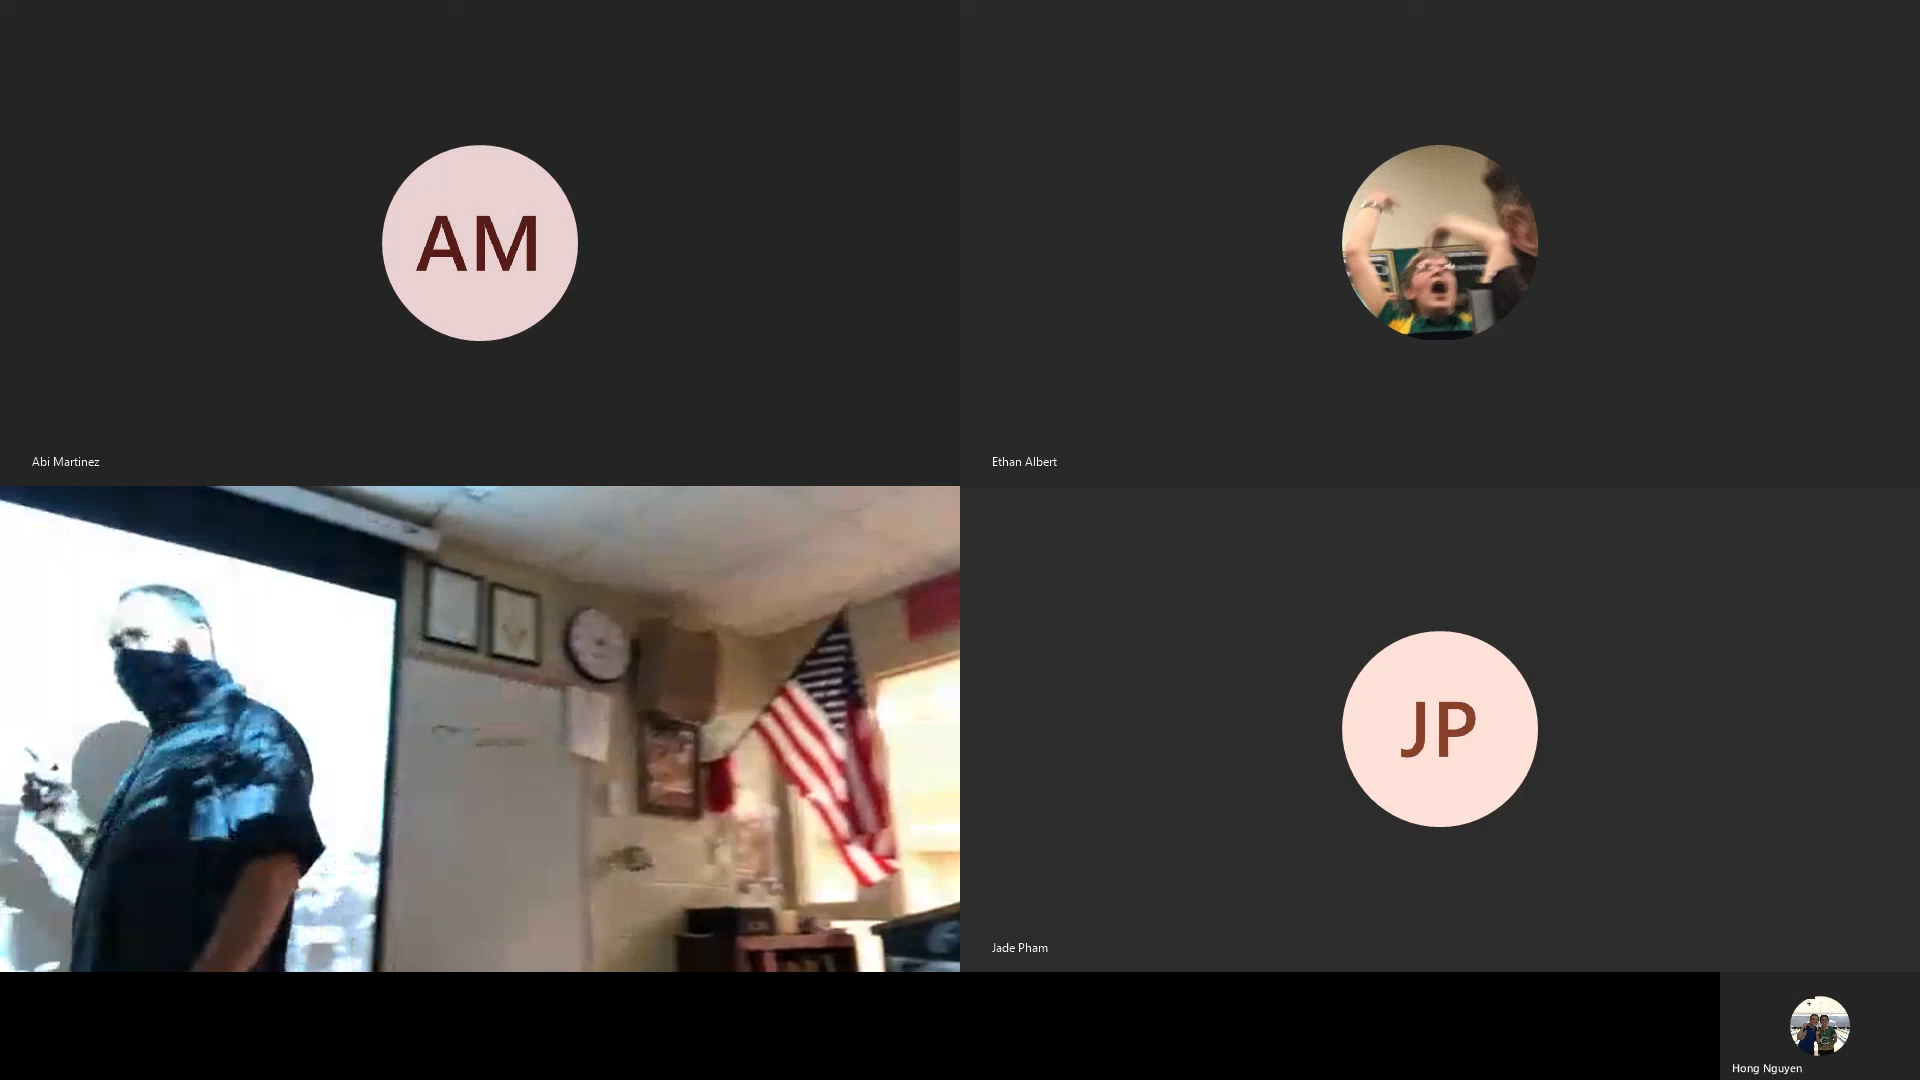 AM
Abi Martinez
Ethan Albert
JP
Jade Pham
Hong Nguyen